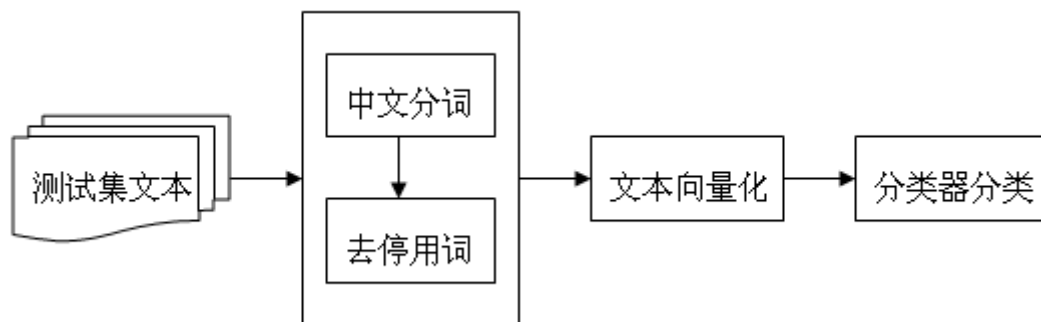 测试集文本
中文分词
去停用词
文本向量化
分类器分类